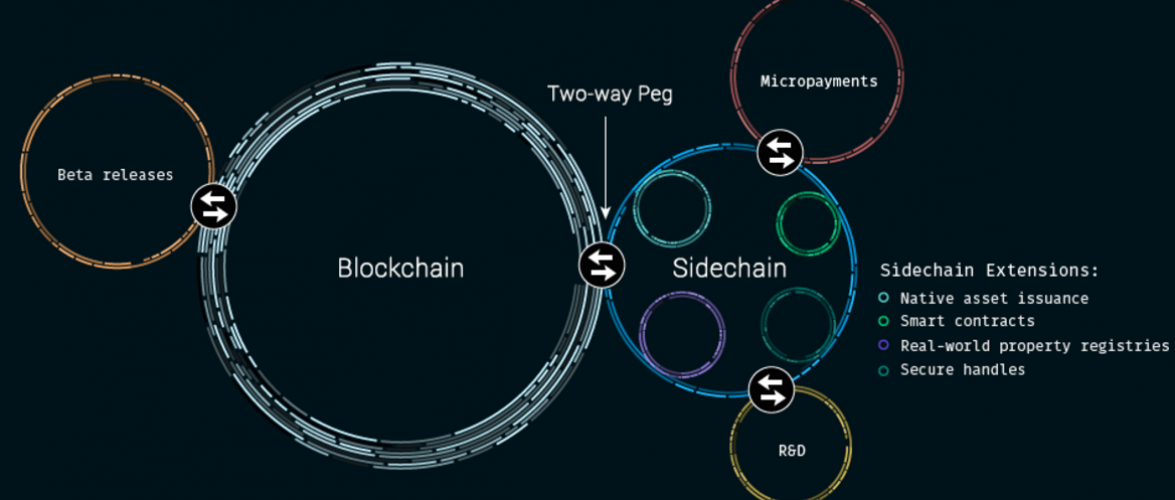 Micropayments
Two-way Peg
Beta releases
Blockchain
Sidechain
Sidechain Extensions:
Native asset issuance
Smart contracts
Real-world property registries
Secure handles
R&D